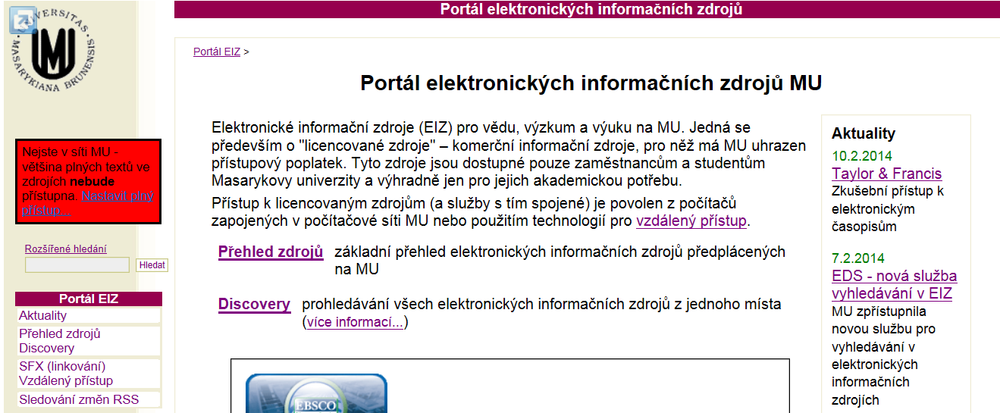 Portál elektronických informačních zdrojů
UNIVERSITAS MASARYKIANA BRUNENSIS
MU
Portál EIZ >
Portál elektronických informačních zdrojů MU
Nejste v síti MU -
většina plných textů ve
zdrojích nebude
přístupna. Nastavit plný
přístup...
Rozšířené hledání
Hledat
Portál EIZ
Aktuality
Přehled zdrojů
Discovery
SFX (linkování)
Vzdálený přístup
Sledování změn RSS
Elektronické informační zdroje (EIZ) pro vědu, výzkum a výuku na MU. Jedná se
především o "licencované zdroje" – komerční informační zdroje, pro něž má MU uhrazen
přístupový poplatek. Tyto zdroje jsou dostupné pouze zaměstnancům a studentům
Masarykovy univerzity a výhradně jen pro jejich akademickou potřebu.
Přístup k licencovaným zdrojům (a služby s tím spojené) je povolen z počítačů
zapojených v počítačové síti MU nebo použitím technologií pro vzdálený přístup.
Přehled zdrojů základní přehled elektronických informačních zdrojů předplácených
na MU
Discovery prohledávání všech elektronických informačních zdrojů z jednoho místa
(více informací...)
EBSCO
Aktuality
10.2.2014
Taylor & Francis
Zkušební přístup k
elektronickým
časopisům
7.2.2014
EDS - nová služba
vyhledávání v EIZ
MU zpřístupnila
novou službu pro
vyhledávání v
elektronických
informačních
zdrojích